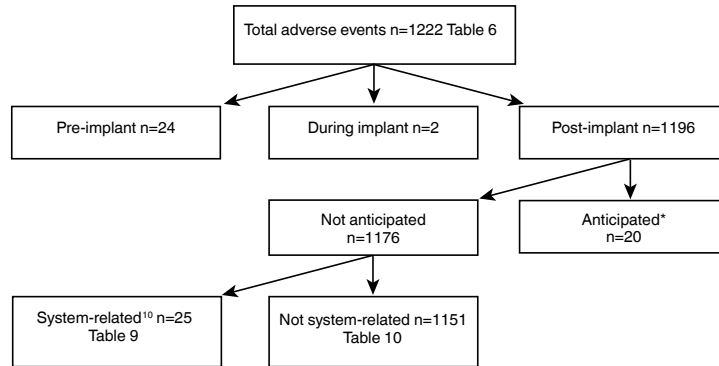 Total adverse events n=1222 Table 6
Pre-implant n=24
During implant n=2
Post-implant n=1196
Not anticipated
n=1176
Anticipated*
n=20
System-related¹⁰ n=25
Table 9
Not system-related n=1151
Table 10